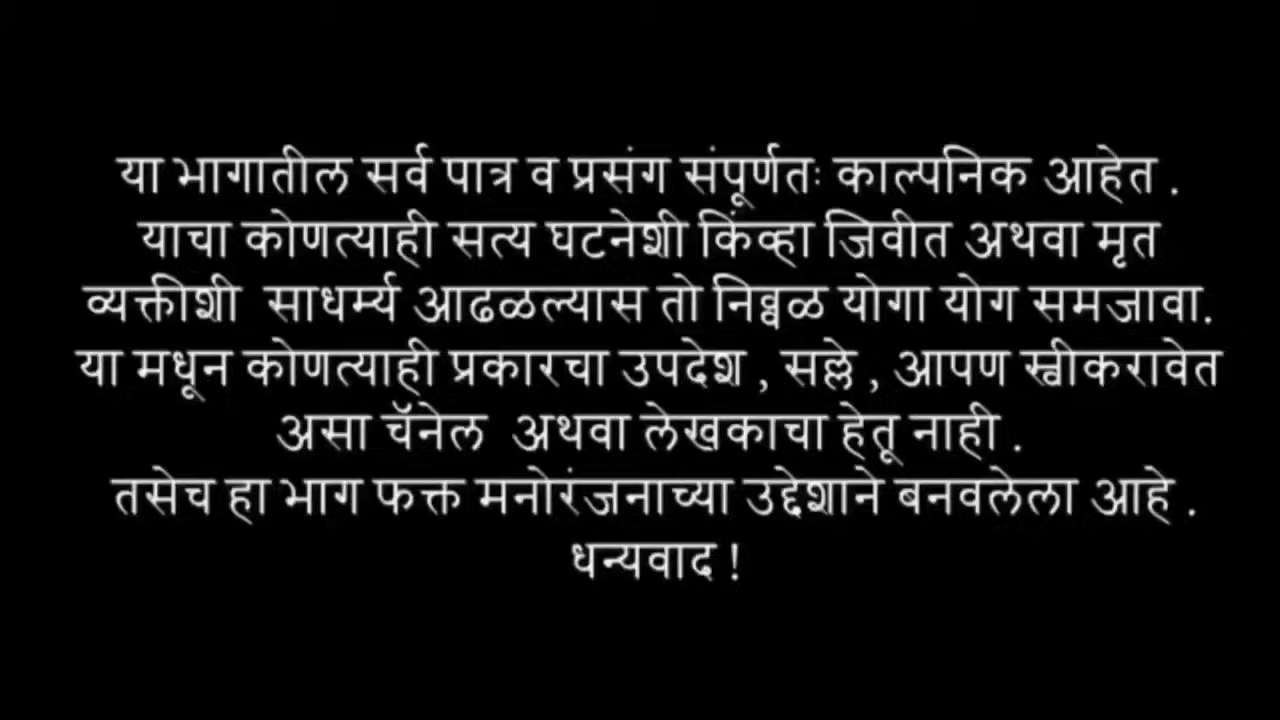 या भागातील सर्व पात्र व प्रसंग संपूर्णतः काल्पनिक आहेत .
याचा कोणत्याही सत्य घटनेशी किंव्हा जिवीत अथवा मृत
व्यक्तीशी साधर्म्य आढळल्यास तो निव्वळ योगा योग समजावा.
या मधून कोणत्याही प्रकारचा उपदेश , सल्ले , आपण स्वीकरावेत
असा चॅनेल अथवा लेखकाचा हेतू नाही .
तसेच हा भाग फक्त मनोरंजनाच्या उद्देशाने बनवलेला आहे .
धन्यवाद !